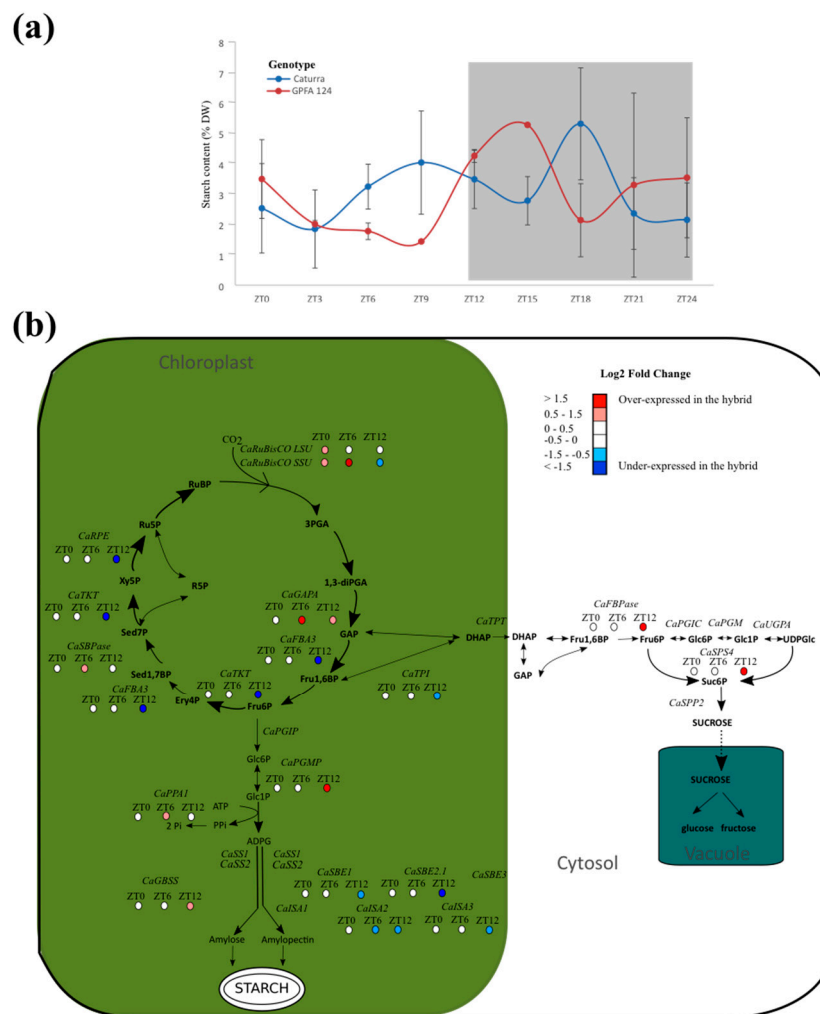 (a)
8
7
6
5
4
3
2
1
0
Starch content (% DW)
Genotype
Caturra
GPFA 124
ZT0 ZT3 ZT6 ZT9 ZT12 ZT15 ZT18 ZT21 ZT24
(b)
Chloroplast
Log2 Fold Change
> 1.5 Over-expressed in the hybrid
0.5 - 1.5
0 - 0.5
-0.5 - 0
-1.5 - -0.5
< -1.5 Under-expressed in the hybrid
CO2
ZT0 ZT6 ZT12
CaRuBisCO LSU
CaRuBisCO SSU
RuBP
3PGA
Ru5P
CaRPE
ZT0 ZT6 ZT12
Xy5P
R5P
1,3-diPGA
CaGAPA
ZT0 ZT6 ZT12
CaTKT
ZT0 ZT6 ZT12
GAP
Sed7P
CaFBA3
ZT0 ZT6 ZT12
CaSBPase
ZT0 ZT6 ZT12
Sed1,7BP
Fru1,6BP
CaTKT
ZT0 ZT6 ZT12
CaFBA3
ZT0 ZT6 ZT12
Ery4P
Fru6P
CaTPI
ZT0 ZT6 ZT12
CaTPT
DHAP
DHAP
GAP
CaFBPase
ZT0 ZT6 ZT12
Fru1,6BP
Fru6P
CaPGIC
Glc6P
CaPGM
Glc1P
CaUGPA
UDPGlc
CaSPS4
ZT0 ZT6 ZT12
Suc6P
CaSPP2
SUCROSE
SUCROSE
glucose fructose
Vacuole
Cytosol
CaPGIP
Glc6P
CaPGMP
ZT0 ZT6 ZT12
Glc1P
CaPPA1
ZT0 ZT6 ZT12
ATP
2 Pi
PPi
ADPG
CaSS1
CaSS2
CaSS1
CaSS2
CaGBSS
ZT0 ZT6 ZT12
CaSBE1
ZT0 ZT6 ZT12
CaSBE2.1
ZT0 ZT6 ZT12
CaSBE3
CaISA1
CaISA2
ZT0 ZT6 ZT12
CaISA3
ZT0 ZT6 ZT12
Amylose
Amylopectin
STARCH